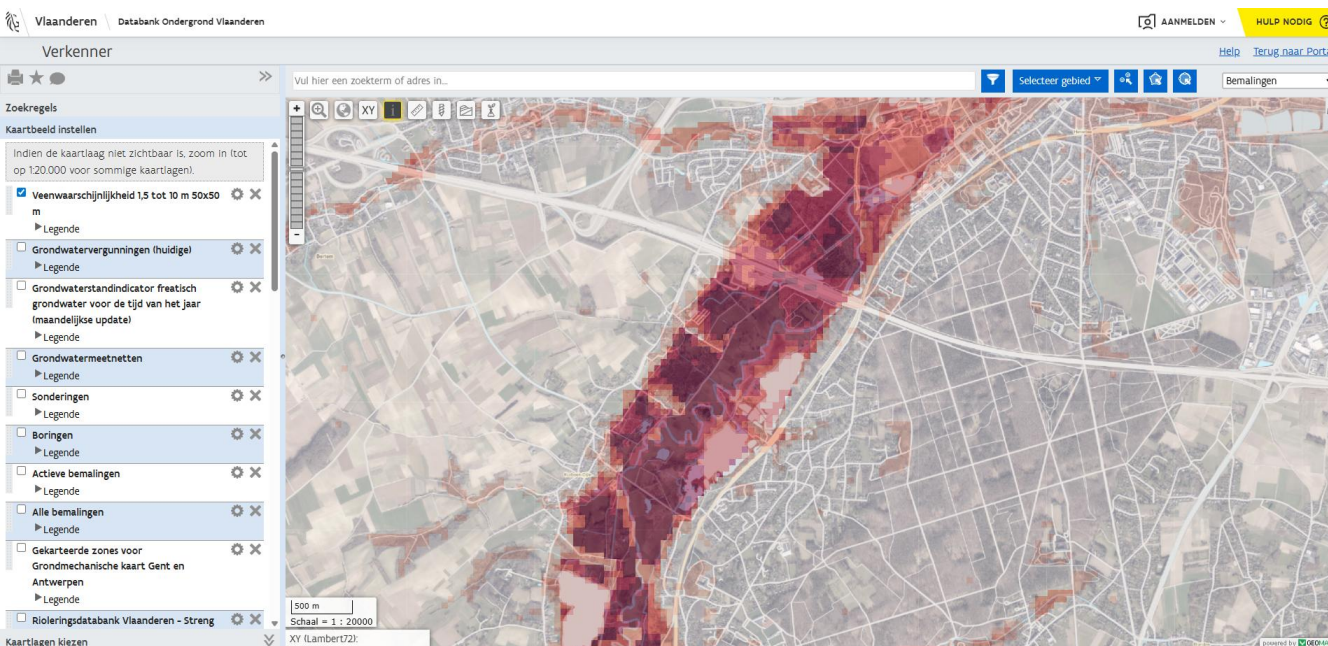 Vlaanderen Databank Ondergrond Vlaanderen
AANMELDEN
HULP NODIG
Verkenner
Help Terug naar Porta
Vul hier een zoekterm of adres in...
Selecteer gebied
Bemalingen
Zoekregels
Kaartbeeld instellen
Indien de kaartlaag niet zichtbaar is, zoom in (tot
op 1:20.000 voor sommige kaartlagen).
Veenwaarschijnlijkheid 1,5 tot 10 m 50x50
m
Legende
Grondwatervergunningen (huidige)
Legende
Grondwaterstandindicator freatisch
grondwater voor de tijd van het jaar
(maandelijkse update)
Legende
Grondwatermeetnetten
Legende
Sonderingen
Legende
Boringen
Legende
Actieve bemalingen
Legende
Alle bemalingen
Legende
Gekarteerde zones voor
Grondmechanische kaart Gent en
Antwerpen
Legende
Rioleringsdatabank Vlaanderen - Streng
Kaartlagen kiezen
+
XY
i
-
500 m
Schaal = 1 : 20000
XY (Lambert72):
powered by GEOMA